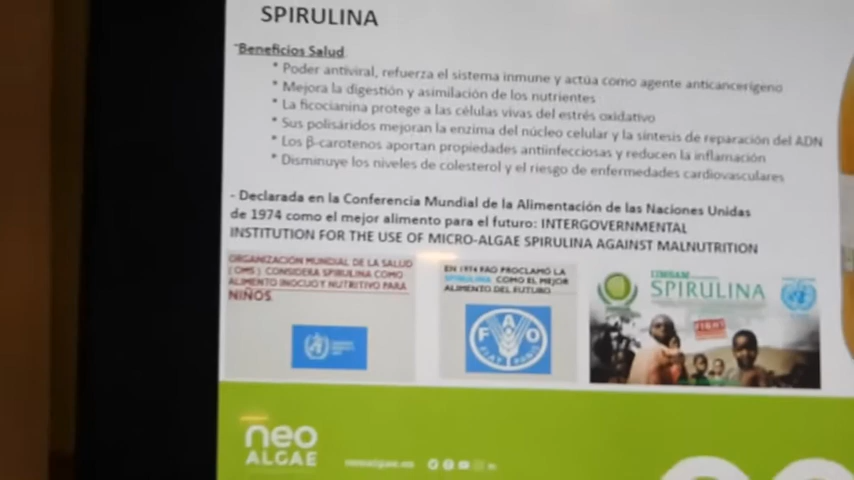 SPIRULINA
"Beneficios Salud
* Poder antiviral, refuerza el sistema inmune y actúa como agente anticancerígeno
* Mejora la digestión y asimilación de los nutrientes
* La ficocianina protege a las células vivas del estrés oxidativo
* Sus polisáridos mejoran la enzima del núcleo celular y la síntesis de reparación del ADN
* Los β-carotenos aportan propiedades antiinfecciosas y reducen la inflamación
* Disminuye los niveles de colesterol y el riesgo de enfermedades cardiovasculares
- Declarada en la Conferencia Mundial de la Alimentación de las Naciones Unidas
de 1974 como el mejor alimento para el futuro: INTERGOVERNMENTAL
INSTITUTION FOR THE USE OF MICRO-ALGAE SPIRULINA AGAINST MALNUTRITION
ORGANIZACIÓN MUNDIAL DE LA SALUD
(OMS) CONSIDERA SPIRULINA COMO
ALIMENTO INOCUO Y NUTRITIVO PARA
NIÑOS
EN 1974 FAO PROCLAMÓ LA
SPIRULINA COMO EL MEJOR
ALIMENTO DEL FUTURO
FAO
FIAT PANIS
SPIRULINA
FIGHT
neo
ALGAE
neoalgae.es